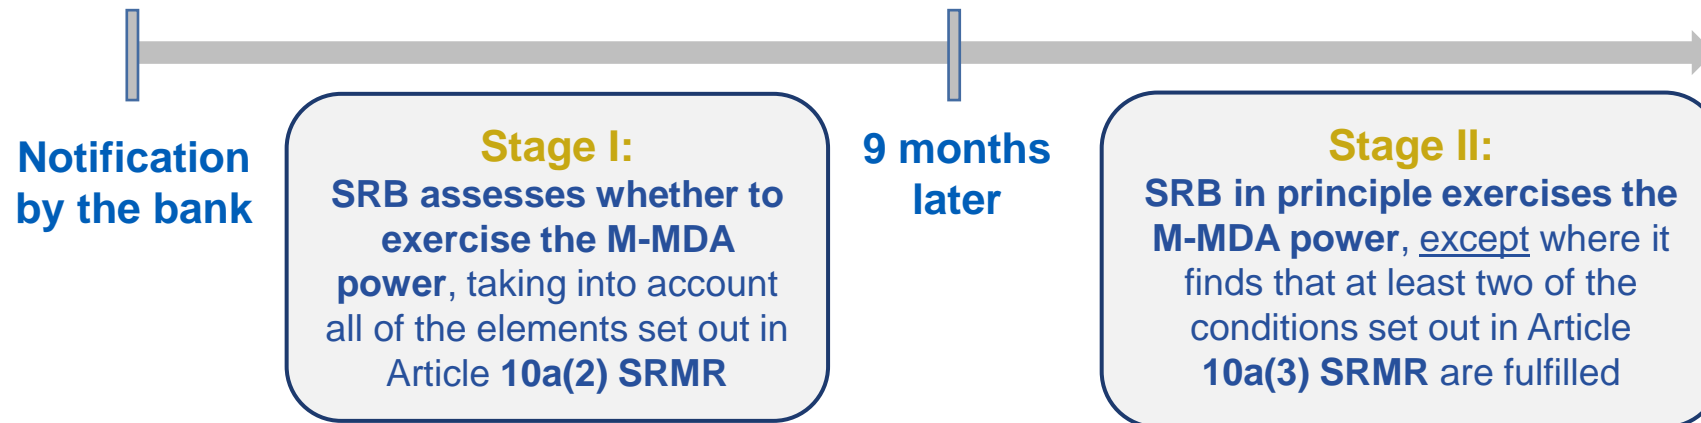 Notification
by the bank
Stage I:
SRB assesses whether to
exercise the M-MDA
power, taking into account
all of the elements set out in
Article 10a(2) SRMR
9 months
later
Stage II:
SRB in principle exercises the
M-MDA power, except where it
finds that at least two of the
conditions set out in Article
10a(3) SRMR are fulfilled